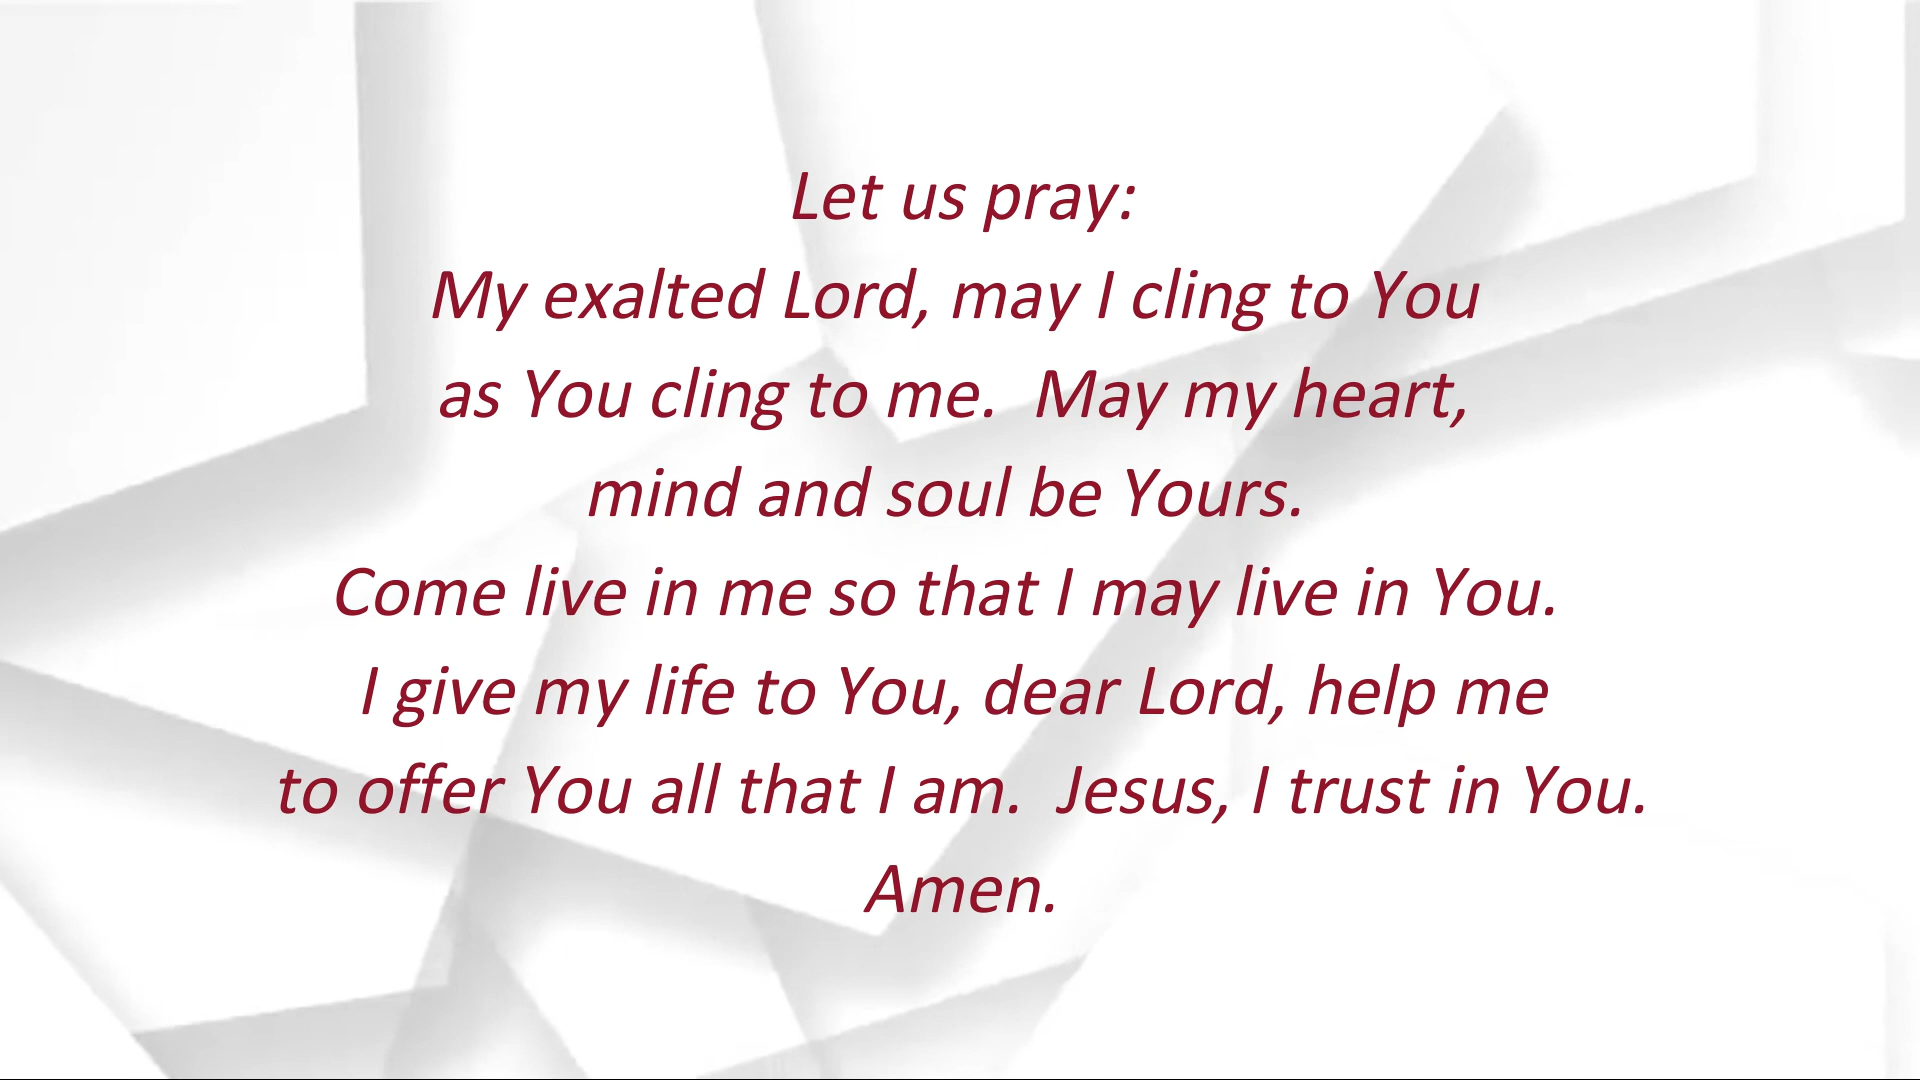 Let us pray:
My exalted Lord, may I cling to You
as You cling to me.  May my heart,
mind and soul be Yours.
Come live in me so that I may live in You.
I give my life to You, dear Lord, help me
to offer You all that I am.  Jesus, I trust in You.
Amen.